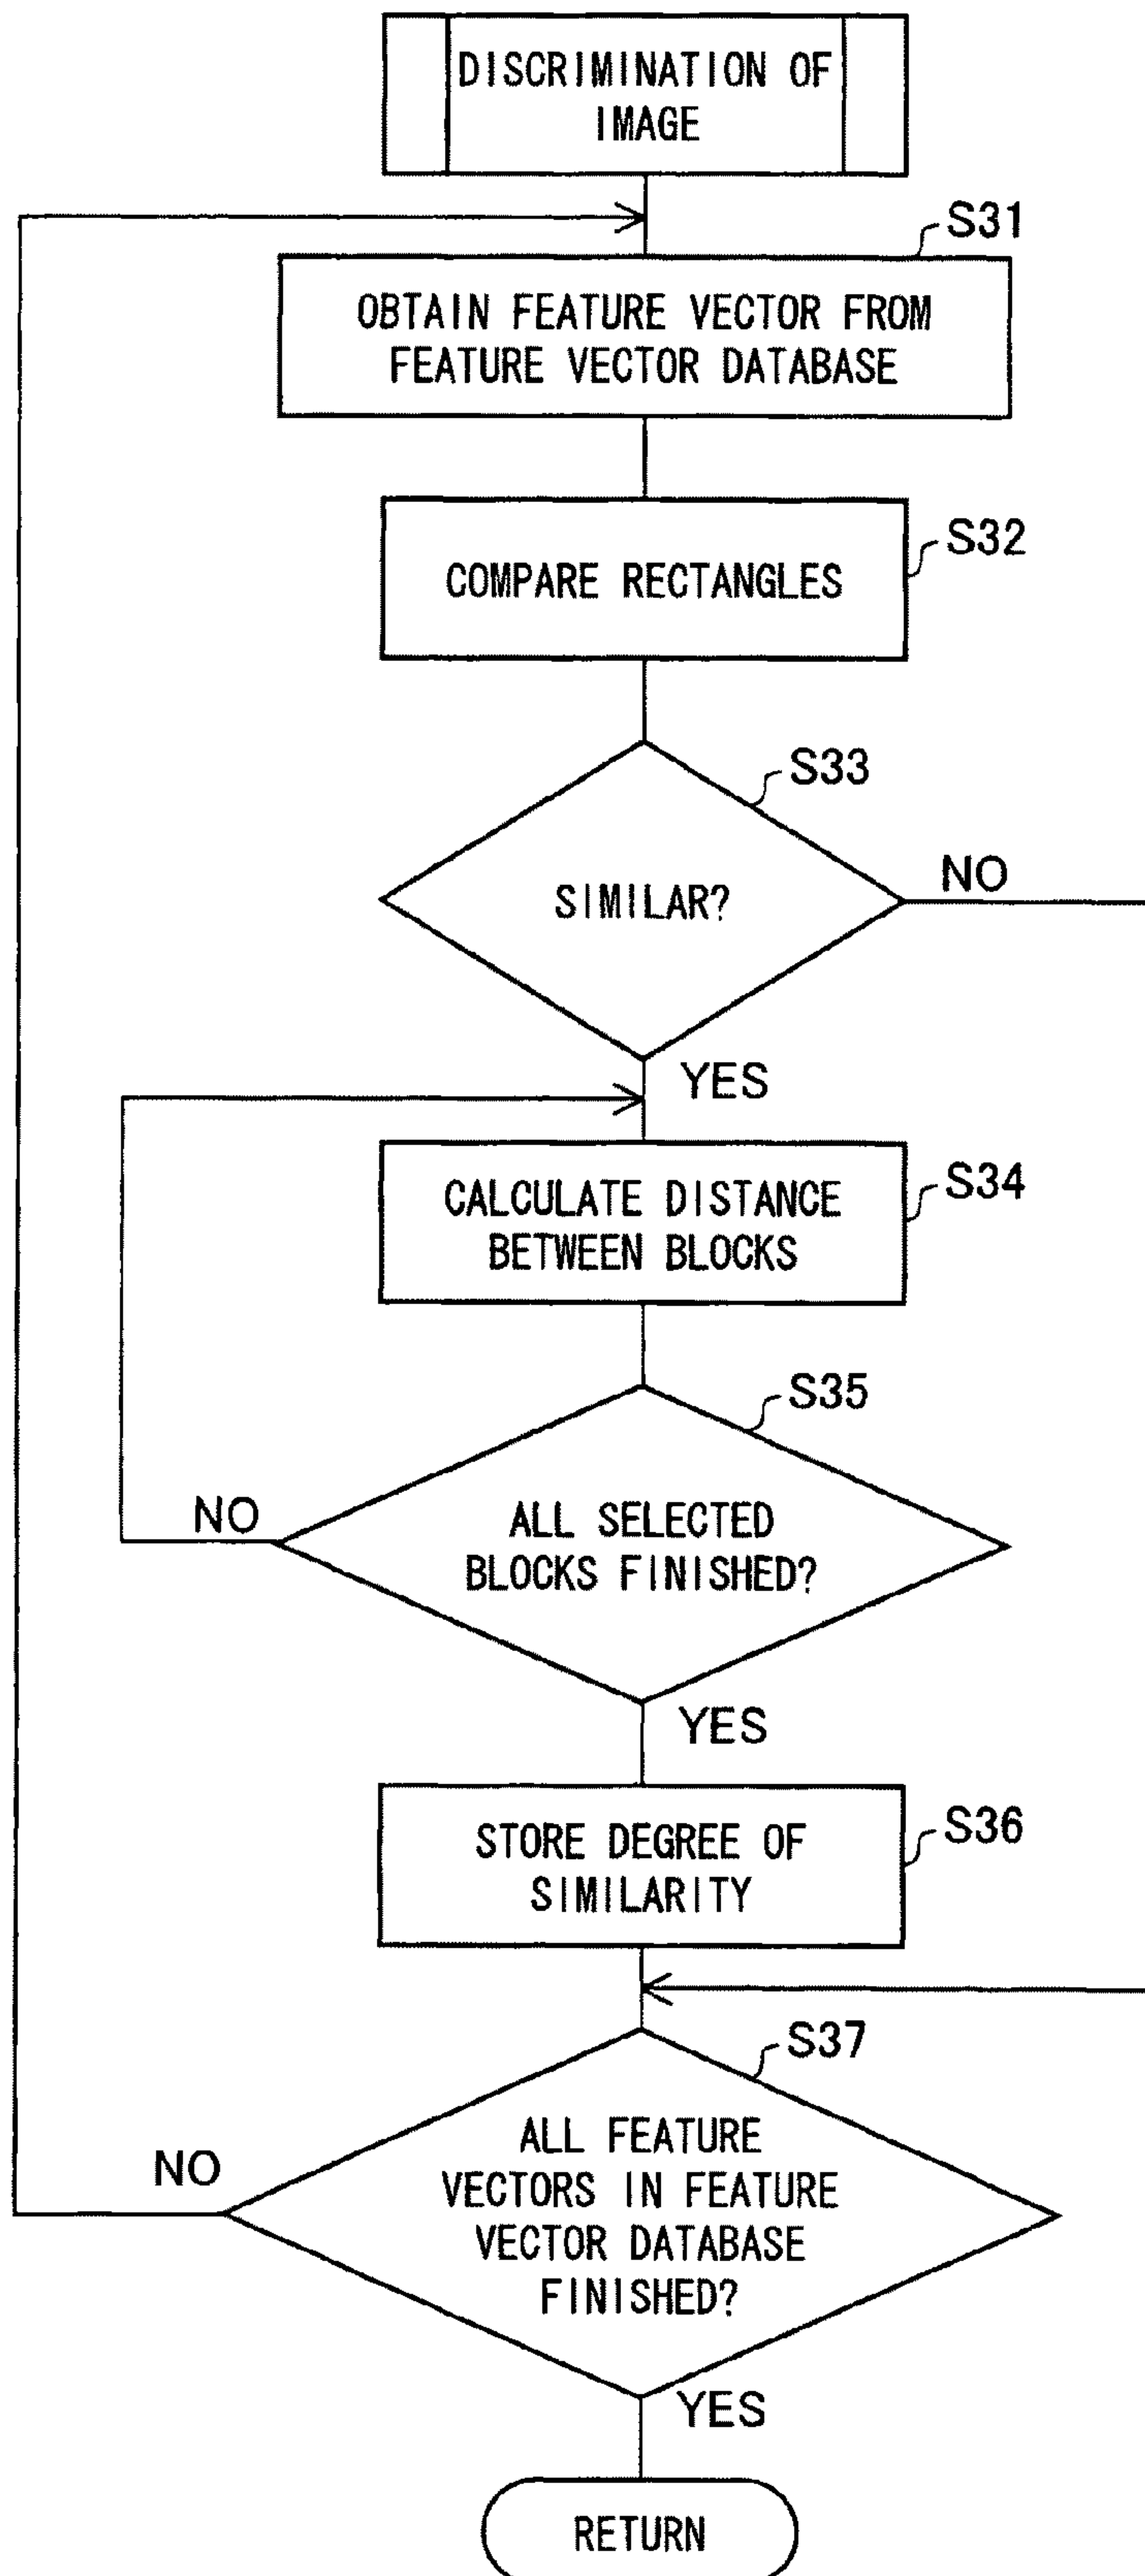 DISCRIMINATION OF
IMAGE
S31
OBTAIN FEATURE VECTOR FROM
FEATURE VECTOR DATABASE
S32
COMPARE RECTANGLES
S33
SIMILAR?
NO
YES
S34
CALCULATE DISTANCE
BETWEEN BLOCKS
S35
ALL SELECTED
BLOCKS FINISHED?
NO
YES
S36
STORE DEGREE OF
SIMILARITY
S37
ALL FEATURE
VECTORS IN FEATURE
VECTOR DATABASE
FINISHED?
NO
YES
RETURN